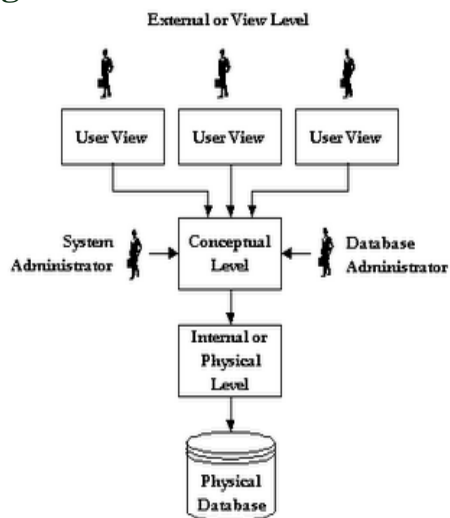 External or View Level
User View
User View
User View
System
Administrator
Conceptual
Level
Database
Administrator
Internal or
Physical
Level
Physical
Database